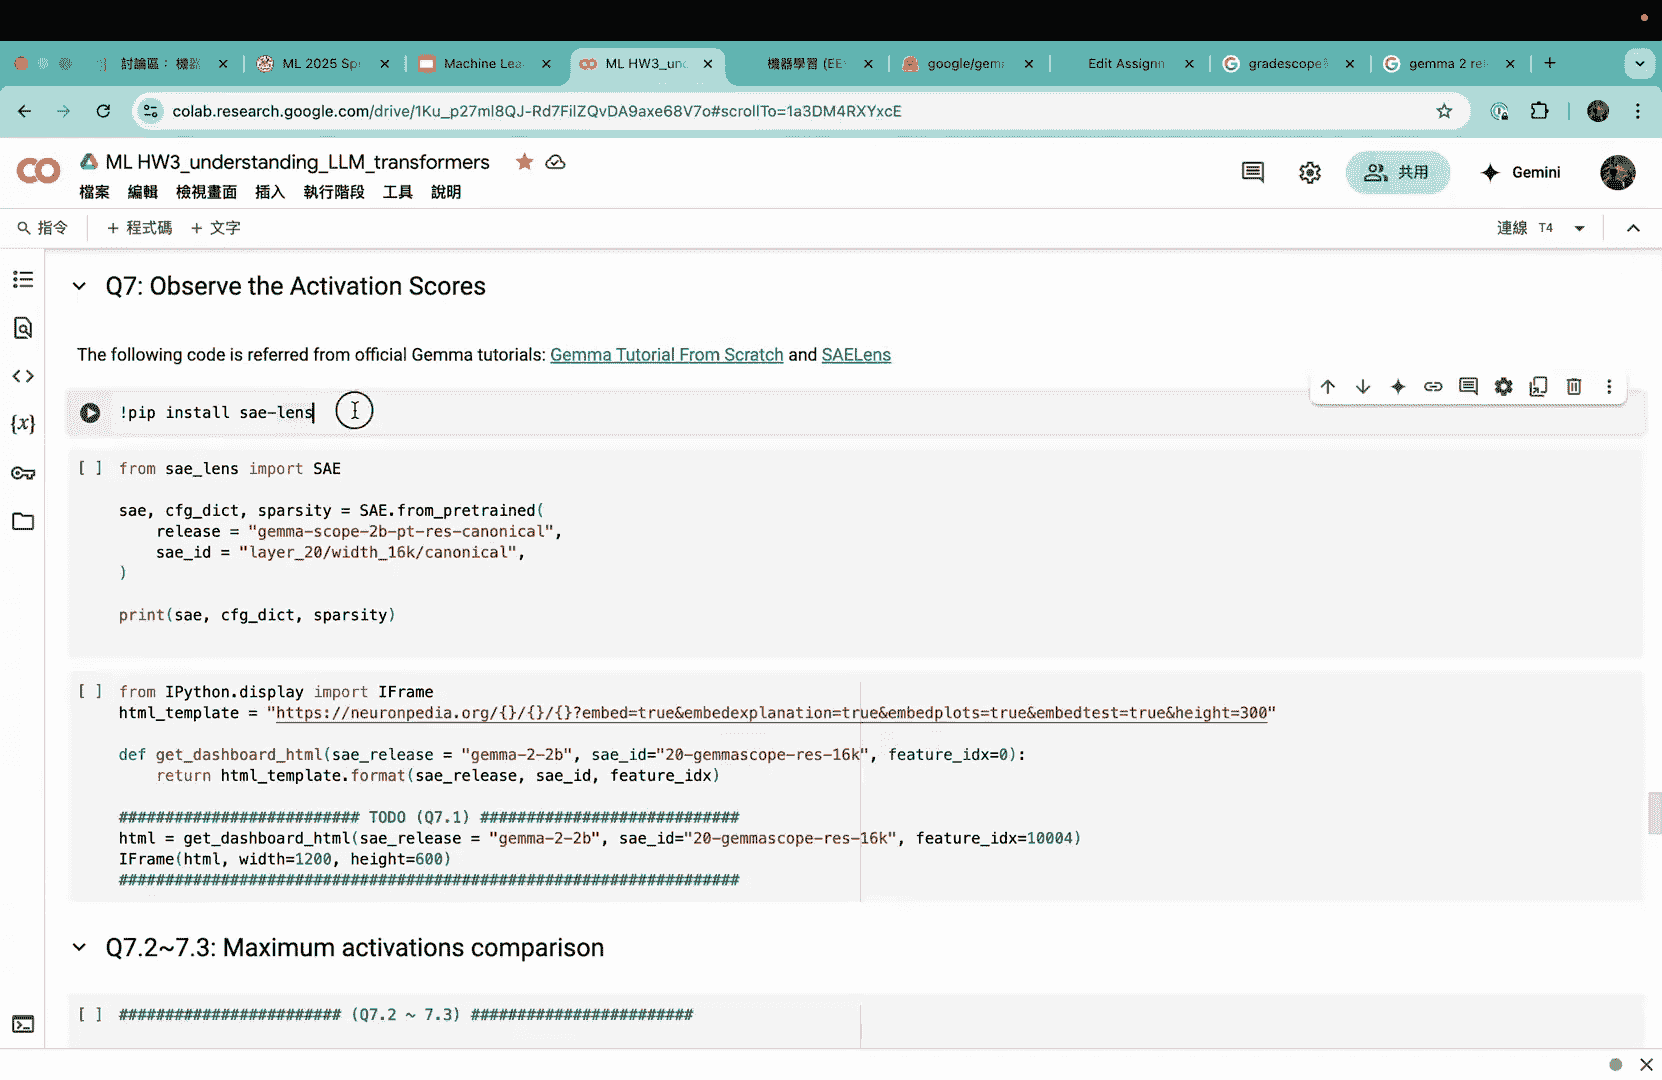 討論區：機器
ML 2025 Sp
Machine Lea
ML HW3_und
機器學習 (EE
google/gem
Edit Assignn
gradescope
gemma 2 rel
colab.research.google.com/drive/1Ku_p27ml8QJ-Rd7FilZQvDA9axe68V7o#scrollTo=1a3DM4RXYxcE
ML HW3_understanding_LLM_transformers
檔案 編輯 檢視畫面 插入 執行階段 工具 說明
共用
Gemini
指令 + 程式碼 + 文字
連線 T4
Q7: Observe the Activation Scores
The following code is referred from official Gemma tutorials: Gemma Tutorial From Scratch and SAELens
!pip install sae-lens
[ ] from sae_lens import SAE
sae, cfg_dict, sparsity = SAE.from_pretrained(
release = "gemma-scope-2b-pt-res-canonical",
sae_id = "layer_20/width_16k/canonical",
)
print(sae, cfg_dict, sparsity)
[ ] from IPython.display import IFrame
html_template = "https://neuronpedia.org/{}/{}/{}?embed=true&embedexplanation=true&embedplots=true&embedtest=true&height=300"
def get_dashboard_html(sae_release = "gemma-2-2b", sae_id="20-gemmascope-res-16k", feature_idx=0):
return html_template.format(sae_release, sae_id, feature_idx)
########################## TODO (Q7.1) ############################
html = get_dashboard_html(sae_release = "gemma-2-2b", sae_id="20-gemmascope-res-16k", feature_idx=10004)
IFrame(html, width=1200, height=600)
###################################################################
Q7.2~7.3: Maximum activations comparison
[ ] ######################## (Q7.2 ~ 7.3) ########################